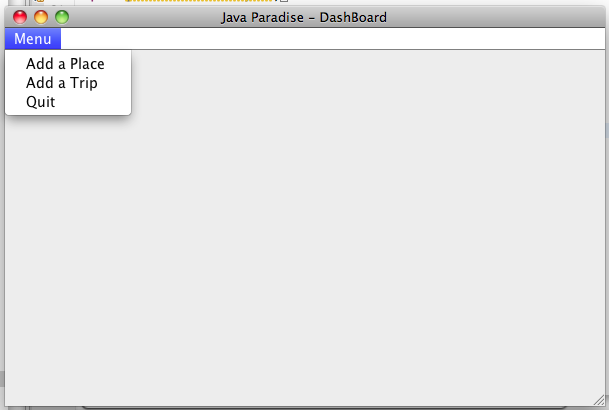 Java Paradise – DashBoard
Menu
Add a Place
Add a Trip
Quit